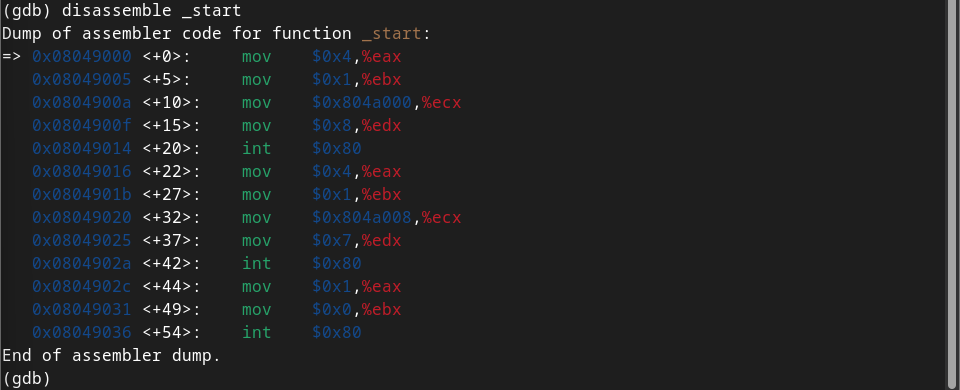 (gdb) disassemble _start
Dump of assembler code for function _start:
=> 0x08049000 <+0>:     mov    $0x4,%eax
   0x08049005 <+5>:     mov    $0x1,%ebx
   0x0804900a <+10>:    mov    $0x804a000,%ecx
   0x0804900f <+15>:    mov    $0x8,%edx
   0x08049014 <+20>:    int    $0x80
   0x08049016 <+22>:    mov    $0x4,%eax
   0x0804901b <+27>:    mov    $0x1,%ebx
   0x08049020 <+32>:    mov    $0x804a008,%ecx
   0x08049025 <+37>:    mov    $0x7,%edx
   0x0804902a <+42>:    int    $0x80
   0x0804902c <+44>:    mov    $0x1,%eax
   0x08049031 <+49>:    mov    $0x0,%ebx
   0x08049036 <+54>:    int    $0x80
End of assembler dump.
(gdb)